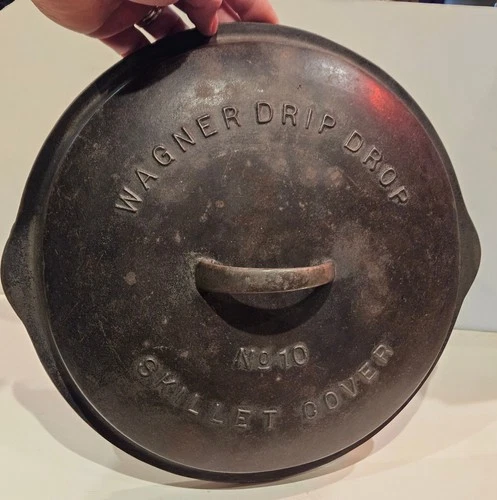 WAGNER DRIP DROP
No 10
SKILLET COVER